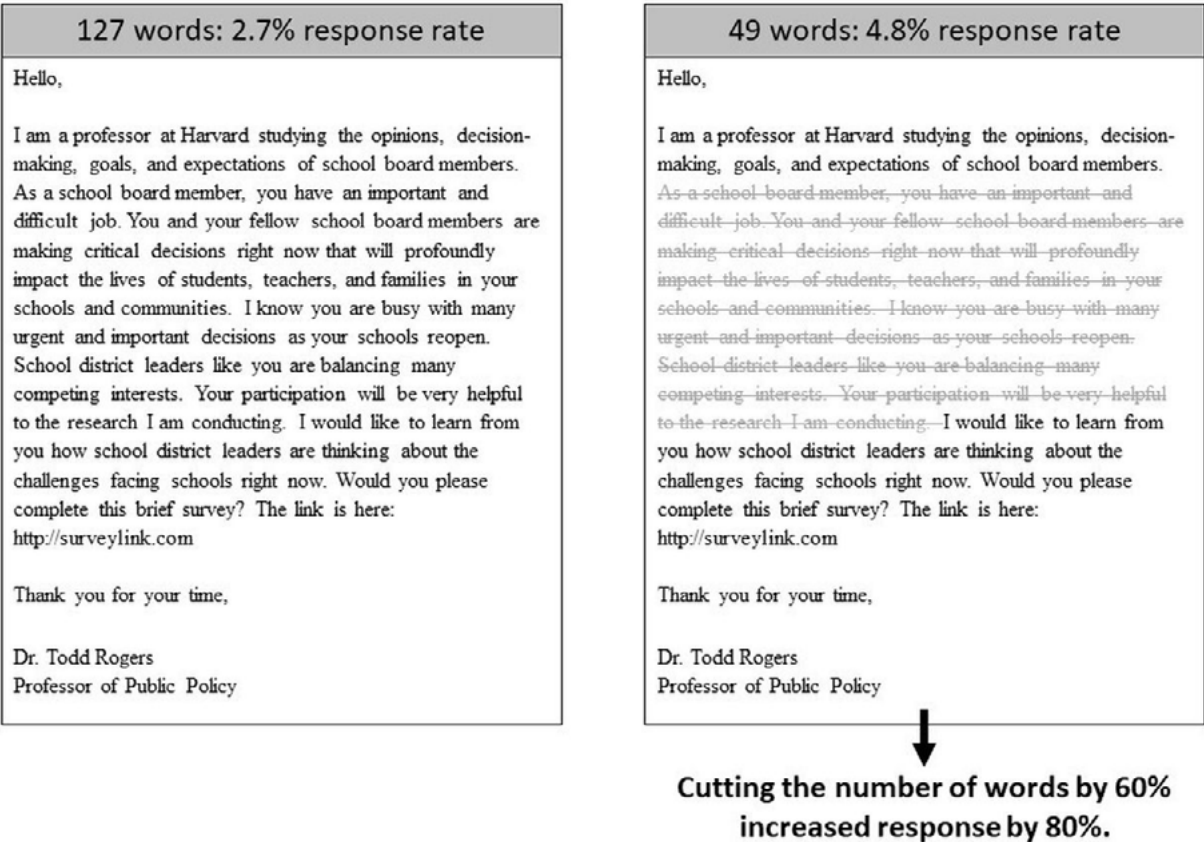 127 words: 2.7% response rate
Hello,
I am a professor at Harvard studying the opinions, decision-
making, goals, and expectations of school board members.
As a school board member, you have an important and
difficult job. You and your fellow school board members are
making critical decisions right now that will profoundly
impact the lives of students, teachers, and families in your
schools and communities. I know you are busy with many
urgent and important decisions as your schools reopen.
School district leaders like you are balancing many
competing interests. Your participation will be very helpful
to the research I am conducting. I would like to learn from
you how school district leaders are thinking about the
challenges facing schools right now. Would you please
complete this brief survey? The link is here:
http://surveylink.com
Thank you for your time,
Dr. Todd Rogers
Professor of Public Policy
49 words: 4.8% response rate
Hello,
I am a professor at Harvard studying the opinions, decision-
making, goals, and expectations of school board members.
As a school board member, you have an important and
difficult job. You and your fellow school board members are
making critical decisions right now that will profoundly
impact the lives of students, teachers, and families in your
schools and communities. I know you are busy with many
urgent and important decisions as your schools reopen.
School district leaders like you are balancing many
competing interests. Your participation will be very helpful
to the research I am conducting. I would like to learn from
you how school district leaders are thinking about the
challenges facing schools right now. Would you please
complete this brief survey? The link is here:
http://surveylink.com
Thank you for your time,
Dr. Todd Rogers
Professor of Public Policy
Cutting the number of words by 60%
increased response by 80%.